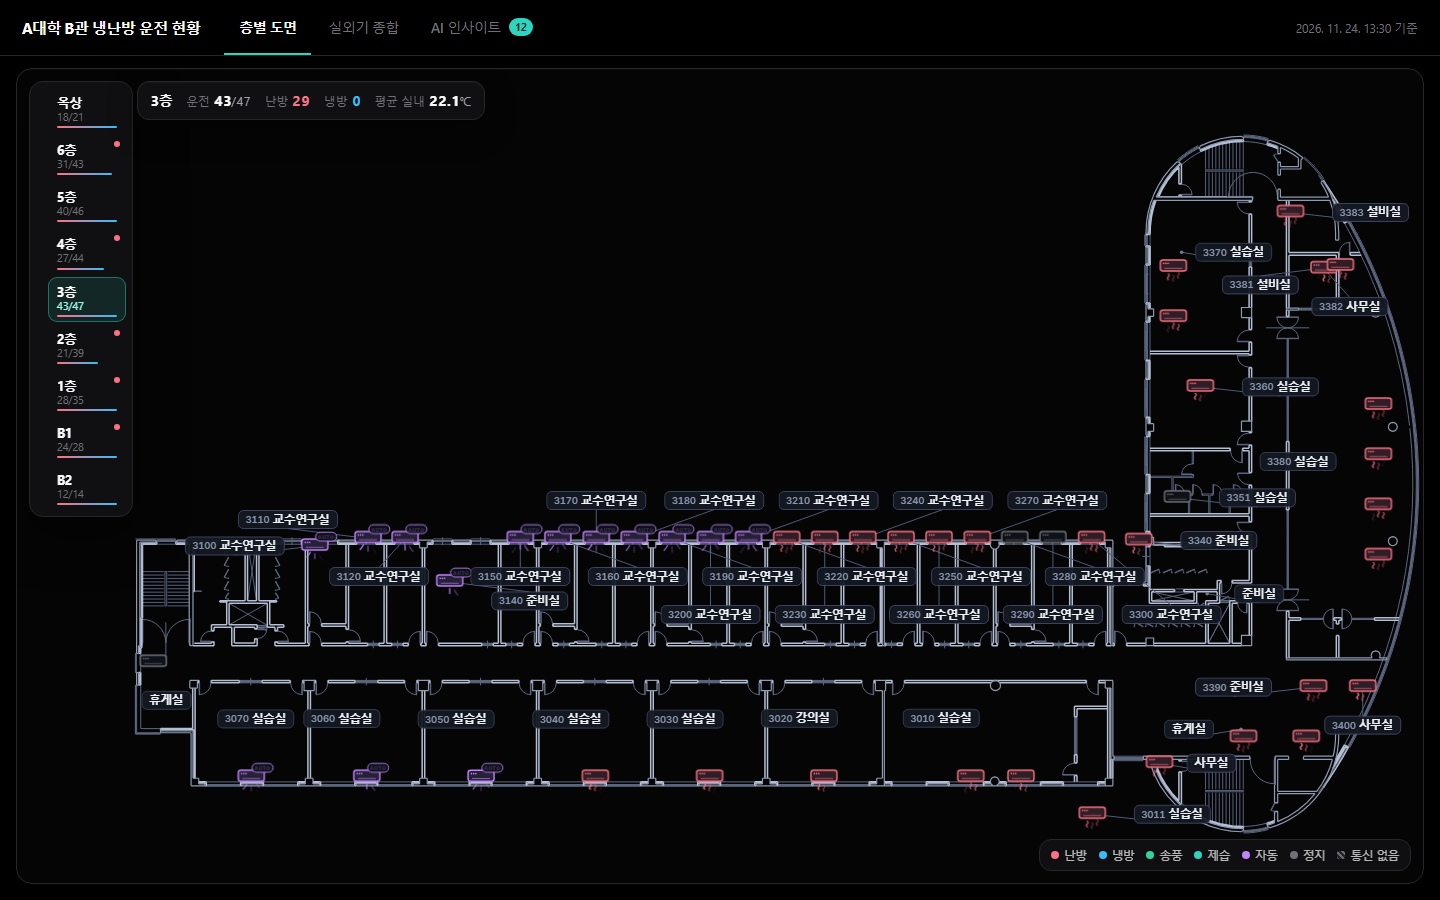 A대학 B관 냉난방 운전 현황
층별 도면
실외기 종합
AI 인사이트 12
2026. 11. 24. 13:30 기준
옥상
18/21
6층
31/43
5층
40/46
4층
27/44
3층
43/47
2층
21/39
1층
28/35
B1
24/28
B2
12/14
3층 운전 43/47 난방 29 냉방 0 평균 실내 22.1℃
3383 설비실
3370 실습실
3381 설비실
3382 사무실
3360 실습실
3380 실습실
3351 실습실
3340 준비실
준비실
3170 교수연구실
3180 교수연구실
3210 교수연구실
3240 교수연구실
3270 교수연구실
3110 교수연구실
3100 교수연구실
3120 교수연구실
3150 교수연구실
3160 교수연구실
3190 교수연구실
3220 교수연구실
3250 교수연구실
3280 교수연구실
3140 준비실
3200 교수연구실
3230 교수연구실
3260 교수연구실
3290 교수연구실
3300 교수연구실
휴게실
3070 실습실
3060 실습실
3050 실습실
3040 실습실
3030 실습실
3020 강의실
3010 실습실
3390 준비실
3400 사무실
휴게실
사무실
3011 실습실
난방
냉방
송풍
제습
자동
정지
통신 없음